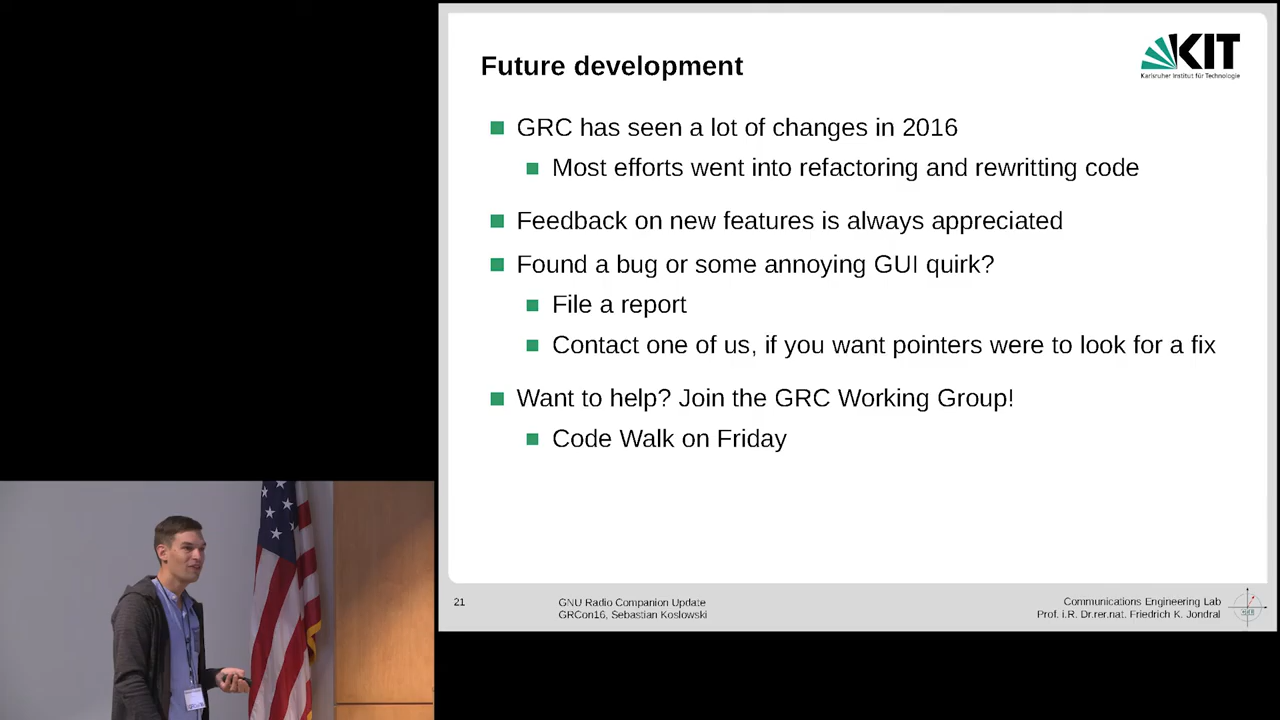 Future development
KIT
Karlsruher Institut für Technologie
GRC has seen a lot of changes in 2016
Most efforts went into refactoring and rewritting code
Feedback on new features is always appreciated
Found a bug or some annoying GUI quirk?
File a report
Contact one of us, if you want pointers were to look for a fix
Want to help? Join the GRC Working Group!
Code Walk on Friday
21
GNU Radio Companion Update
GRCon16, Sebastian Koslowski
Communications Engineering Lab
Prof. i.R. Dr.rer.nat. Friedrich K. Jondral